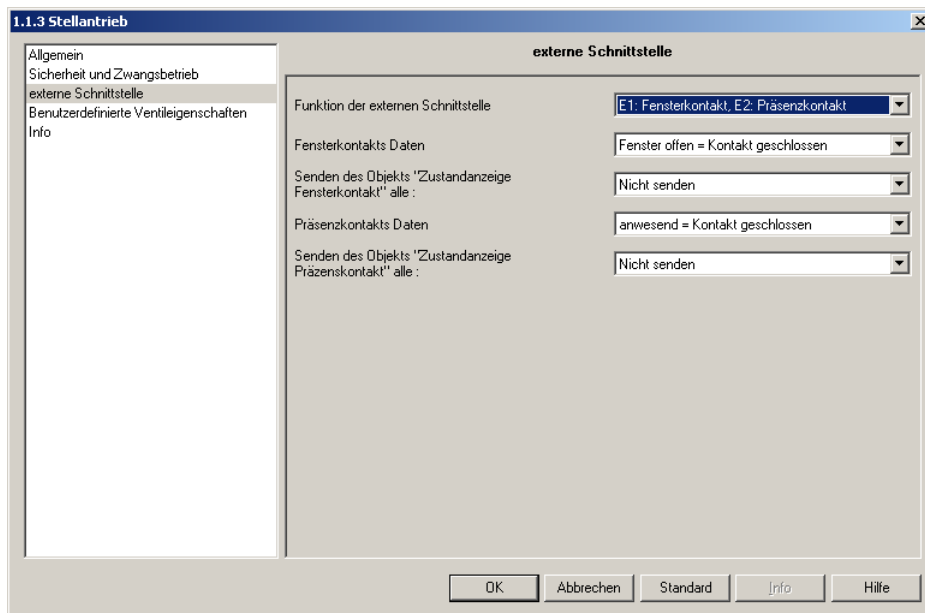 1.1.3 Stellantrieb
Allgemein
Sicherheit und Zwangsbetrieb
externe Schnittstelle
Benutzerdefinierte Ventileigenschaften
Info
externe Schnittstelle
Funktion der externen Schnittstelle
E1: Fensterkontakt, E2: Präsenzkontakt
Fensterkontakts Daten
Fenster offen = Kontakt geschlossen
Senden des Objekts "Zustandanzeige
Fensterkontakt" alle :
Nicht senden
Präsenzkontakts Daten
anwesend = Kontakt geschlossen
Senden des Objekts "Zustandanzeige
Präzenskontakt" alle :
Nicht senden
OK
Abbrechen
Standard
Info
Hilfe